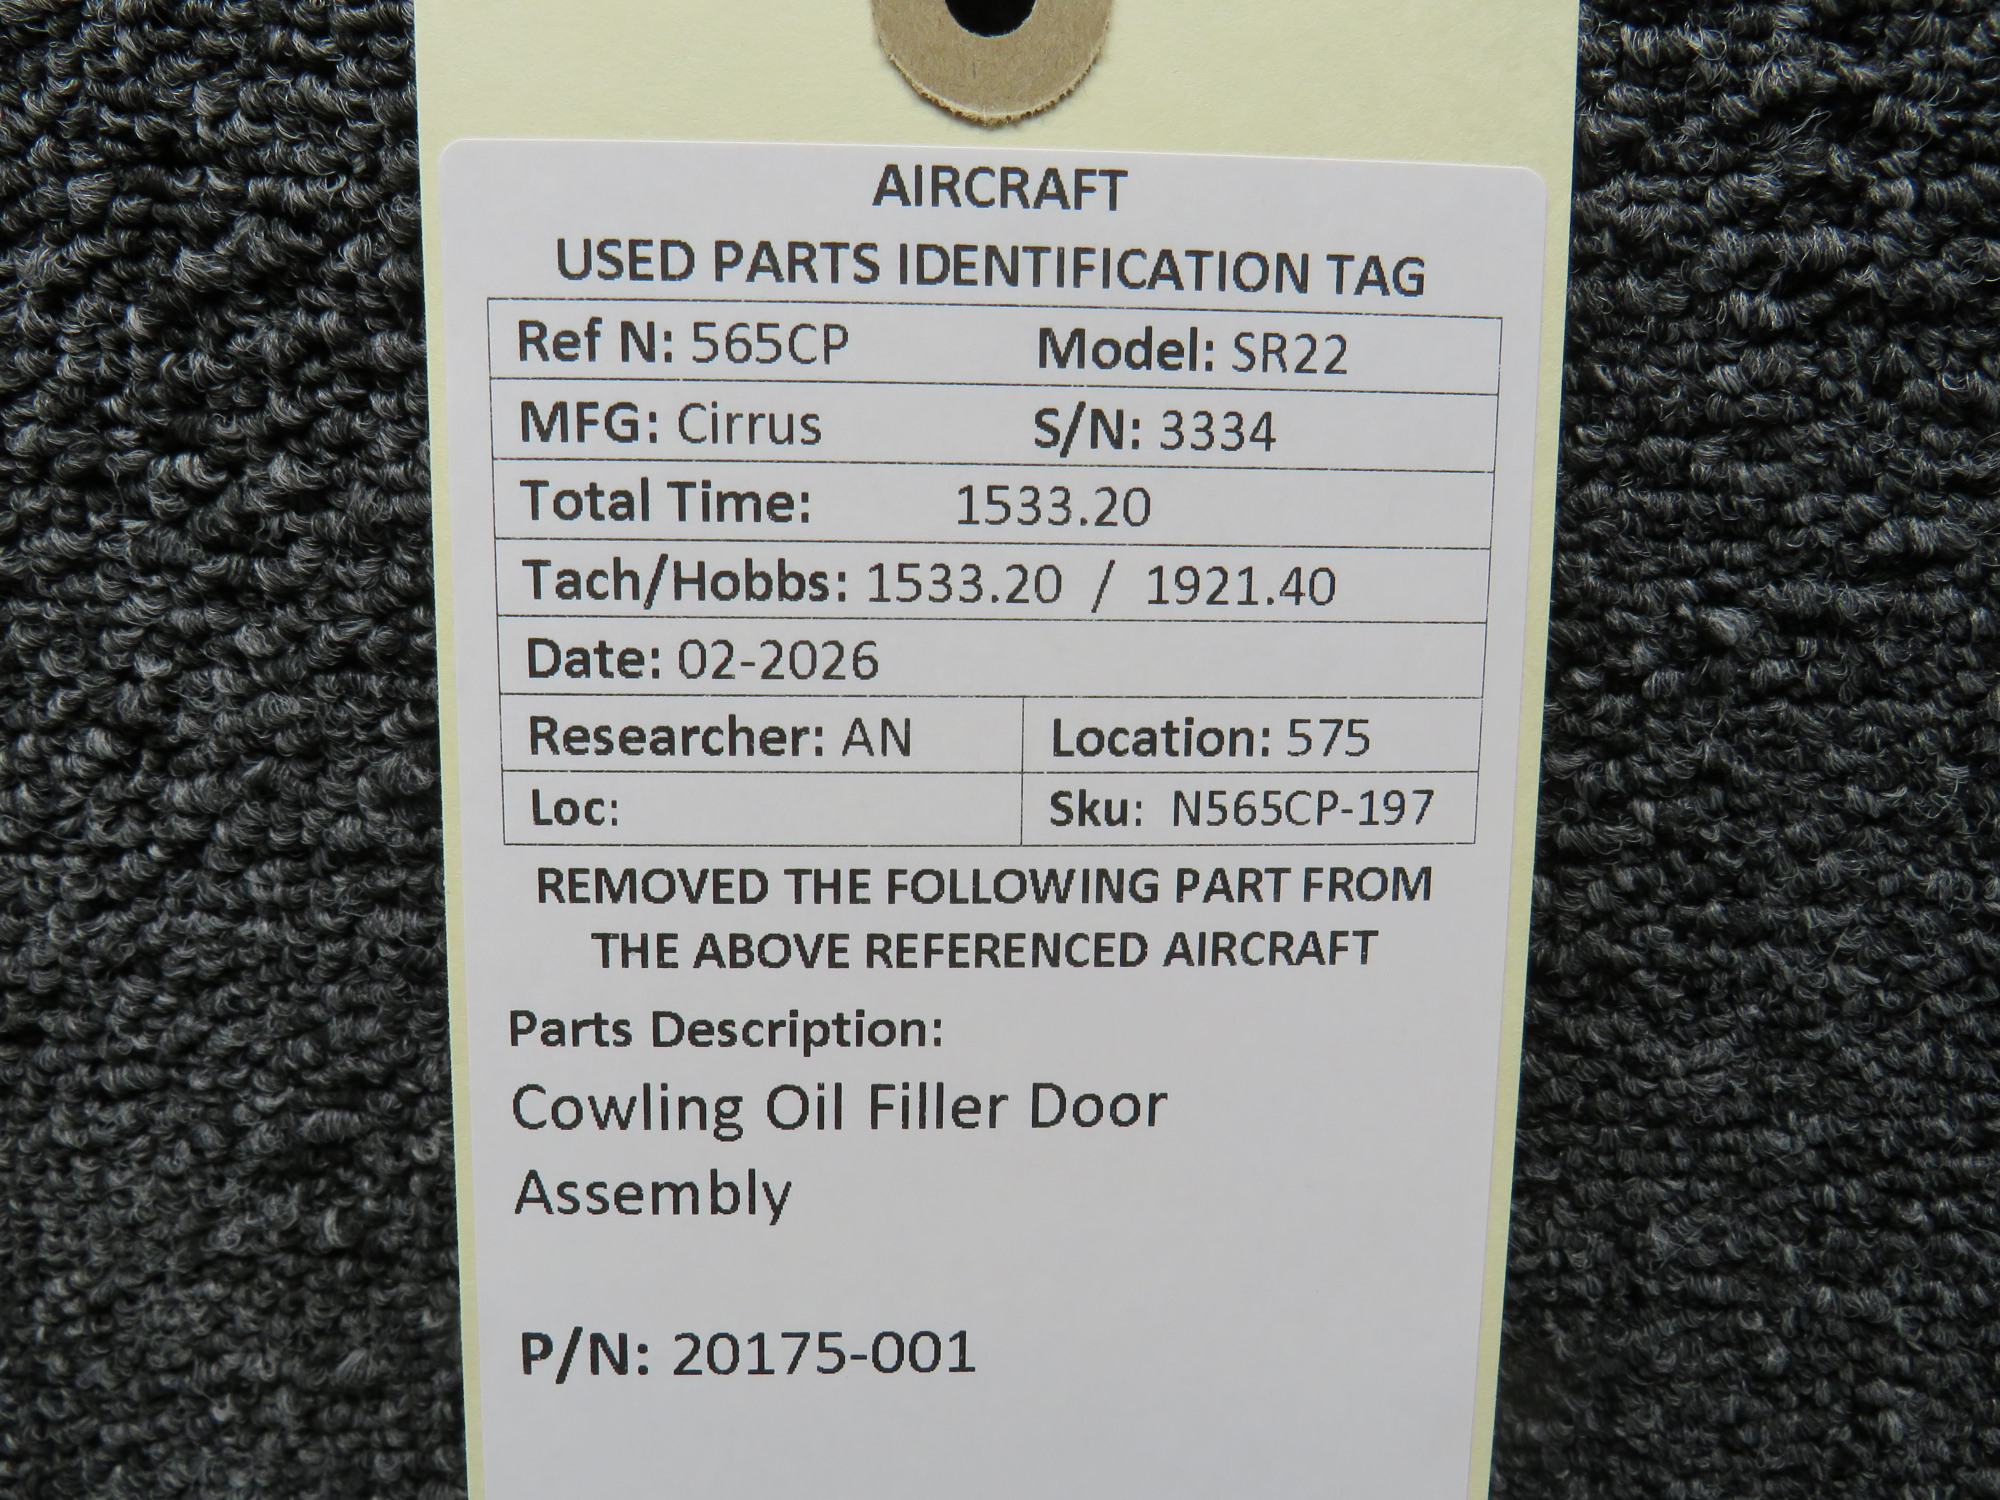 AIRCRAFT
USED PARTS IDENTIFICATION TAG
Ref N: 565CP Model: SR22
MFG: Cirrus S/N: 3334
Total Time: 1533.20
Tach/Hobbs: 1533.20 / 1921.40
Date: 02-2026
Researcher: AN Location: 575
Loc: Sku: N565CP-197
REMOVED THE FOLLOWING PART FROM
THE ABOVE REFERENCED AIRCRAFT
Parts Description:
Cowling Oil Filler Door
Assembly
P/N: 20175-001